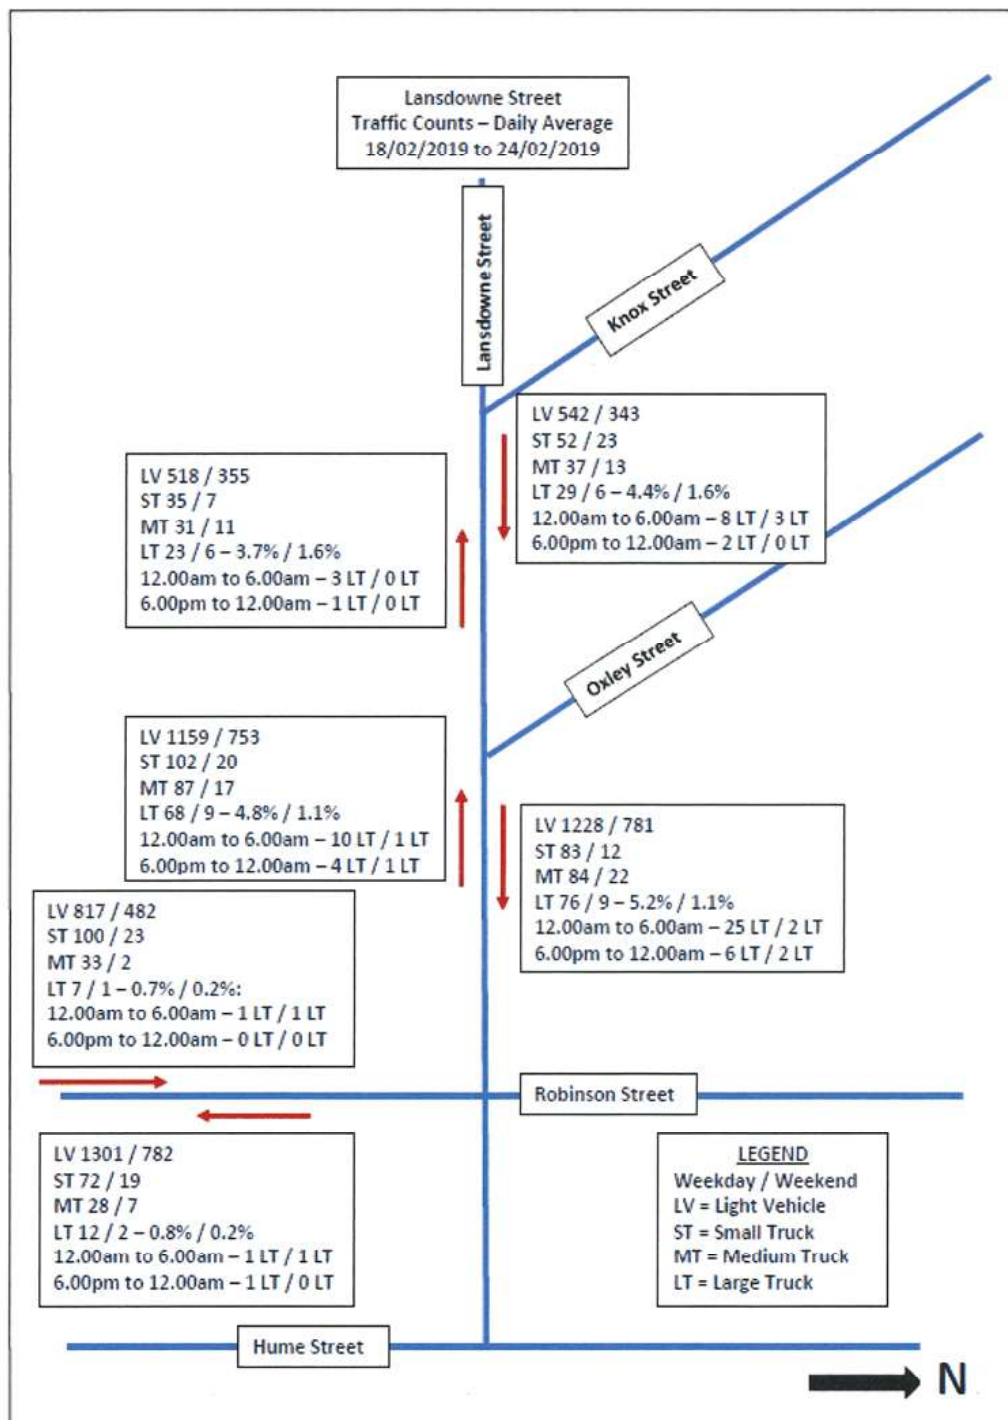 Lansdowne Street
Traffic Counts – Daily Average
18/02/2019 to 24/02/2019
Lansdowne Street
Knox Street
LV 542 / 343
ST 52 / 23
MT 37 / 13
LT 29 / 6 – 4.4% / 1.6%
12.00am to 6.00am – 8 LT / 3 LT
6.00pm to 12.00am – 2 LT / 0 LT
LV 518 / 355
ST 35 / 7
MT 31 / 11
LT 23 / 6 – 3.7% / 1.6%
12.00am to 6.00am – 3 LT / 0 LT
6.00pm to 12.00am – 1 LT / 0 LT
Oxley Street
LV 1159 / 753
ST 102 / 20
MT 87 / 17
LT 68 / 9 – 4.8% / 1.1%
12.00am to 6.00am – 10 LT / 1 LT
6.00pm to 12.00am – 4 LT / 1 LT
LV 1228 / 781
ST 83 / 12
MT 84 / 22
LT 76 / 9 – 5.2% / 1.1%
12.00am to 6.00am – 25 LT / 2 LT
6.00pm to 12.00am – 6 LT / 2 LT
LV 817 / 482
ST 100 / 23
MT 33 / 2
LT 7 / 1 – 0.7% / 0.2%:
12.00am to 6.00am – 1 LT / 1 LT
6.00pm to 12.00am – 0 LT / 0 LT
Robinson Street
LV 1301 / 782
ST 72 / 19
MT 28 / 7
LT 12 / 2 – 0.8% / 0.2%
12.00am to 6.00am – 1 LT / 1 LT
6.00pm to 12.00am – 1 LT / 0 LT
LEGEND
Weekday / Weekend
LV = Light Vehicle
ST = Small Truck
MT = Medium Truck
LT = Large Truck
Hume Street
N